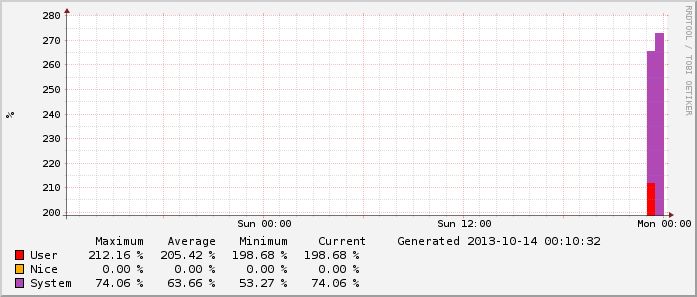 280
270
260
250
240
230
220
210
200
%
RRDTOOL / TOBI OETIKER
Sun 00:00 Sun 12:00 Mon 00:00
Maximum Average Minimum Current Generated 2013-10-14 00:10:32
User 212.16 % 205.42 % 198.68 % 198.68 %
Nice 0.00 % 0.00 % 0.00 % 0.00 %
System 74.06 % 63.66 % 53.27 % 74.06 %